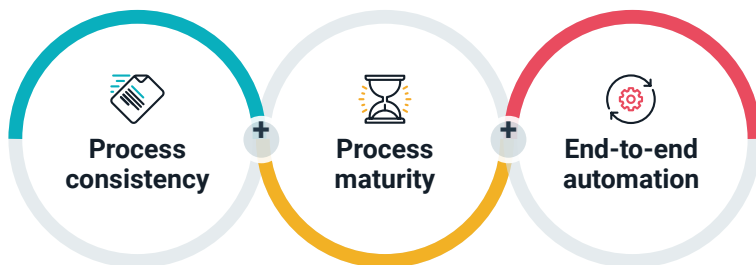 Process
consistency
+
Process
maturity
+
End-to-end
automation